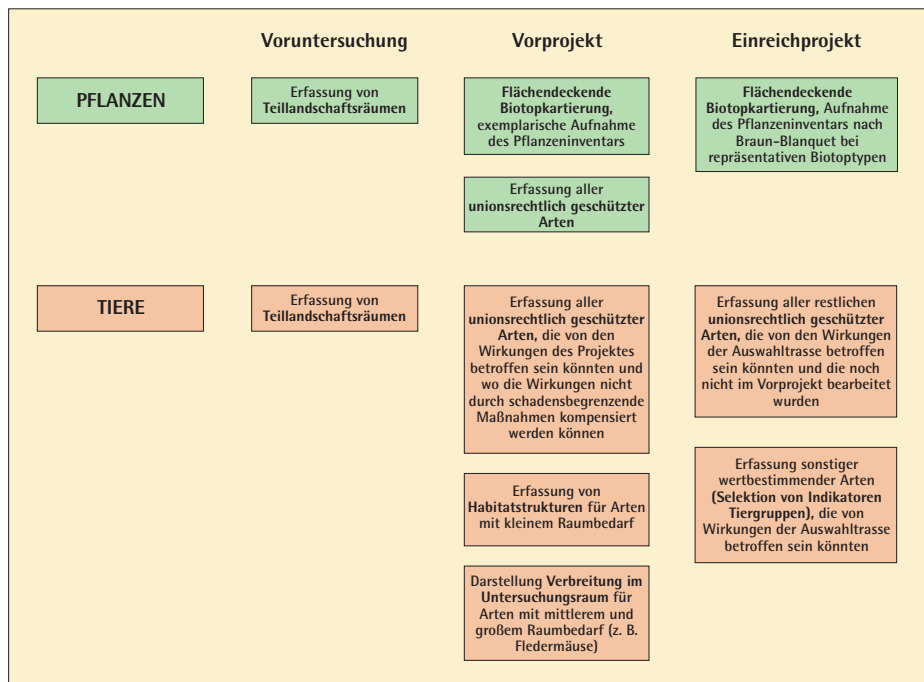 Voruntersuchung
Vorprojekt
Einreichprojekt
PFLANZEN
Erfassung von
Teillandschaftsräumen
Flächendeckende
Biotopkartierung,
exemplarische Aufnahme
des Pflanzeninventars
Flächendeckende
Biotopkartierung, Aufnahme
des Pflanzeninventars nach
Braun-Blanquet bei
repräsentativen Biotoptypen
Erfassung aller
unionsrechtlich geschützter
Arten
TIERE
Erfassung von
Teillandschaftsräumen
Erfassung aller
unionsrechtlich geschützter
Arten, die von den
Wirkungen des Projektes
betroffen sein könnten und
wo die Wirkungen nicht
durch schadensbegrenzende
Maßnahmen kompensiert
werden können
Erfassung aller restlichen
unionsrechtlich geschützter
Arten, die von den Wirkungen
der Auswahltrasse betroffen
sein könnten und die noch
nicht im Vorprojekt bearbeitet
wurden
Erfassung von
Habitatstrukturen für Arten
mit kleinem Raumbedarf
Erfassung sonstiger
wertbestimmender Arten
(Selektion von Indikatoren
Tiergruppen), die von
Wirkungen der Auswahltrasse
betroffen sein könnten
Darstellung Verbreitung im
Untersuchungsraum für
Arten mit mittlerem und
großem Raumbedarf (z. B.
Fledermäuse)